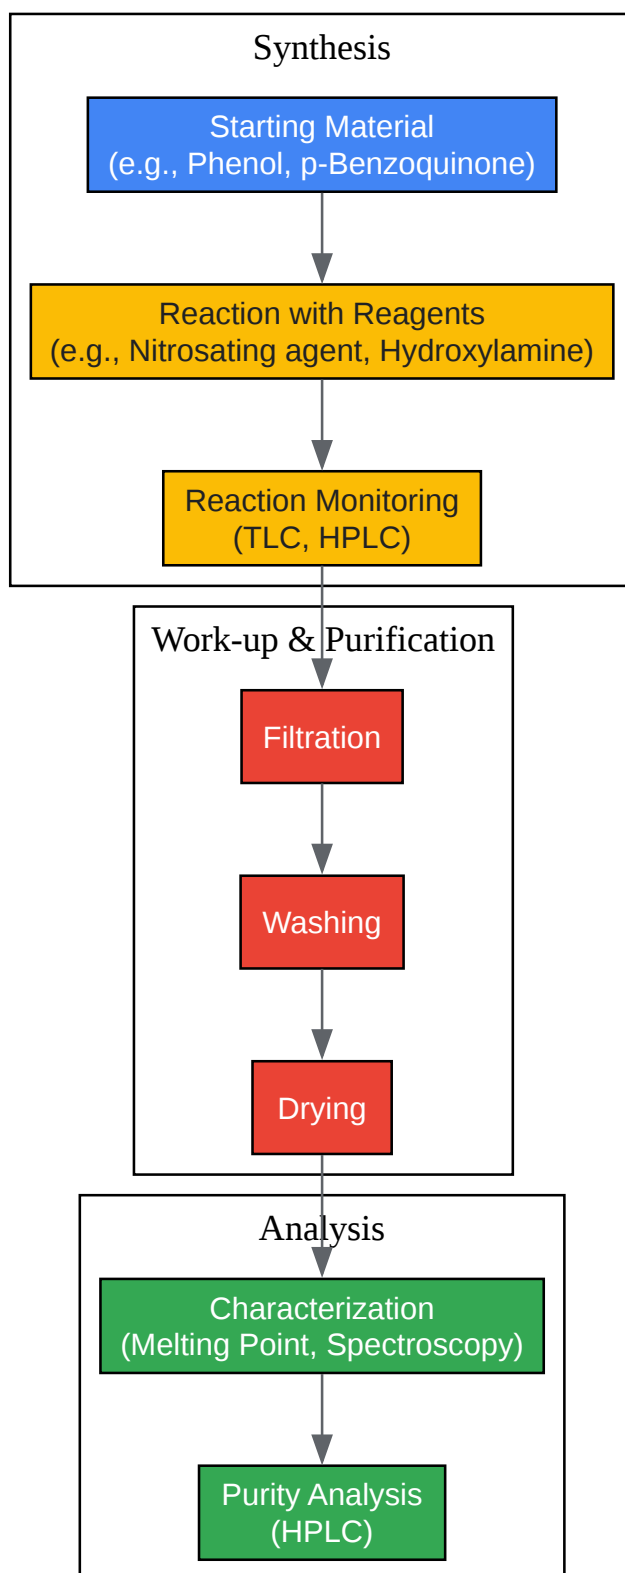 Synthesis
Starting Material
(e.g., Phenol, p-Benzoquinone)
Reaction with Reagents
(e.g., Nitrosating agent, Hydroxylamine)
Reaction Monitoring
(TLC, HPLC)
Work-up & Purification
Filtration
Washing
Drying
Analysis
Characterization
(Melting Point, Spectroscopy)
Purity Analysis
(HPLC)